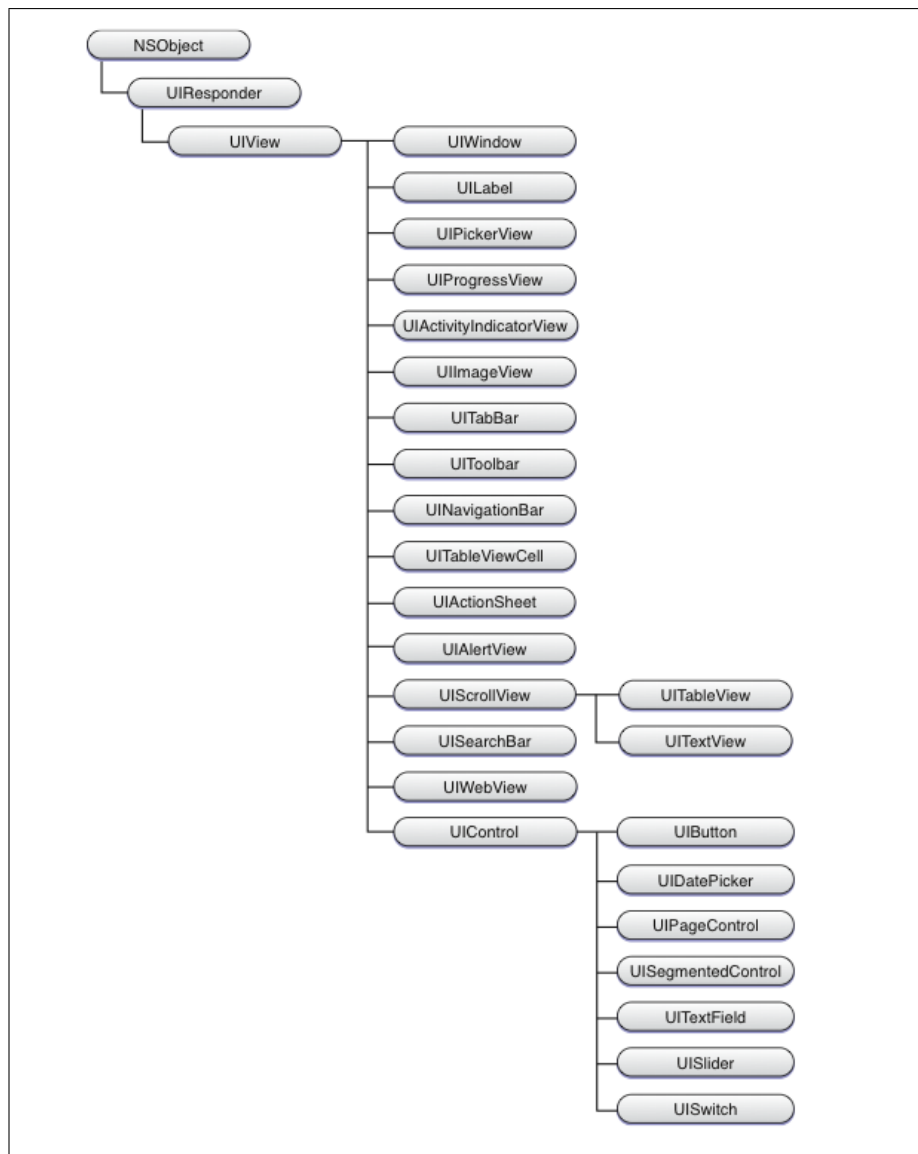 NSObject
UIResponder
UIView
UIWindow
UILabel
UIPickerView
UIProgressView
UIActivityIndicatorView
UIImageView
UITabBar
UIToolbar
UINavigationBar
UITableViewCell
UIActionSheet
UIAlertView
UIScrollView
UITableView
UITextView
UISearchBar
UIWebView
UIControl
UIButton
UIDatePicker
UIPageControl
UISegmentedControl
UITextField
UISlider
UISwitch